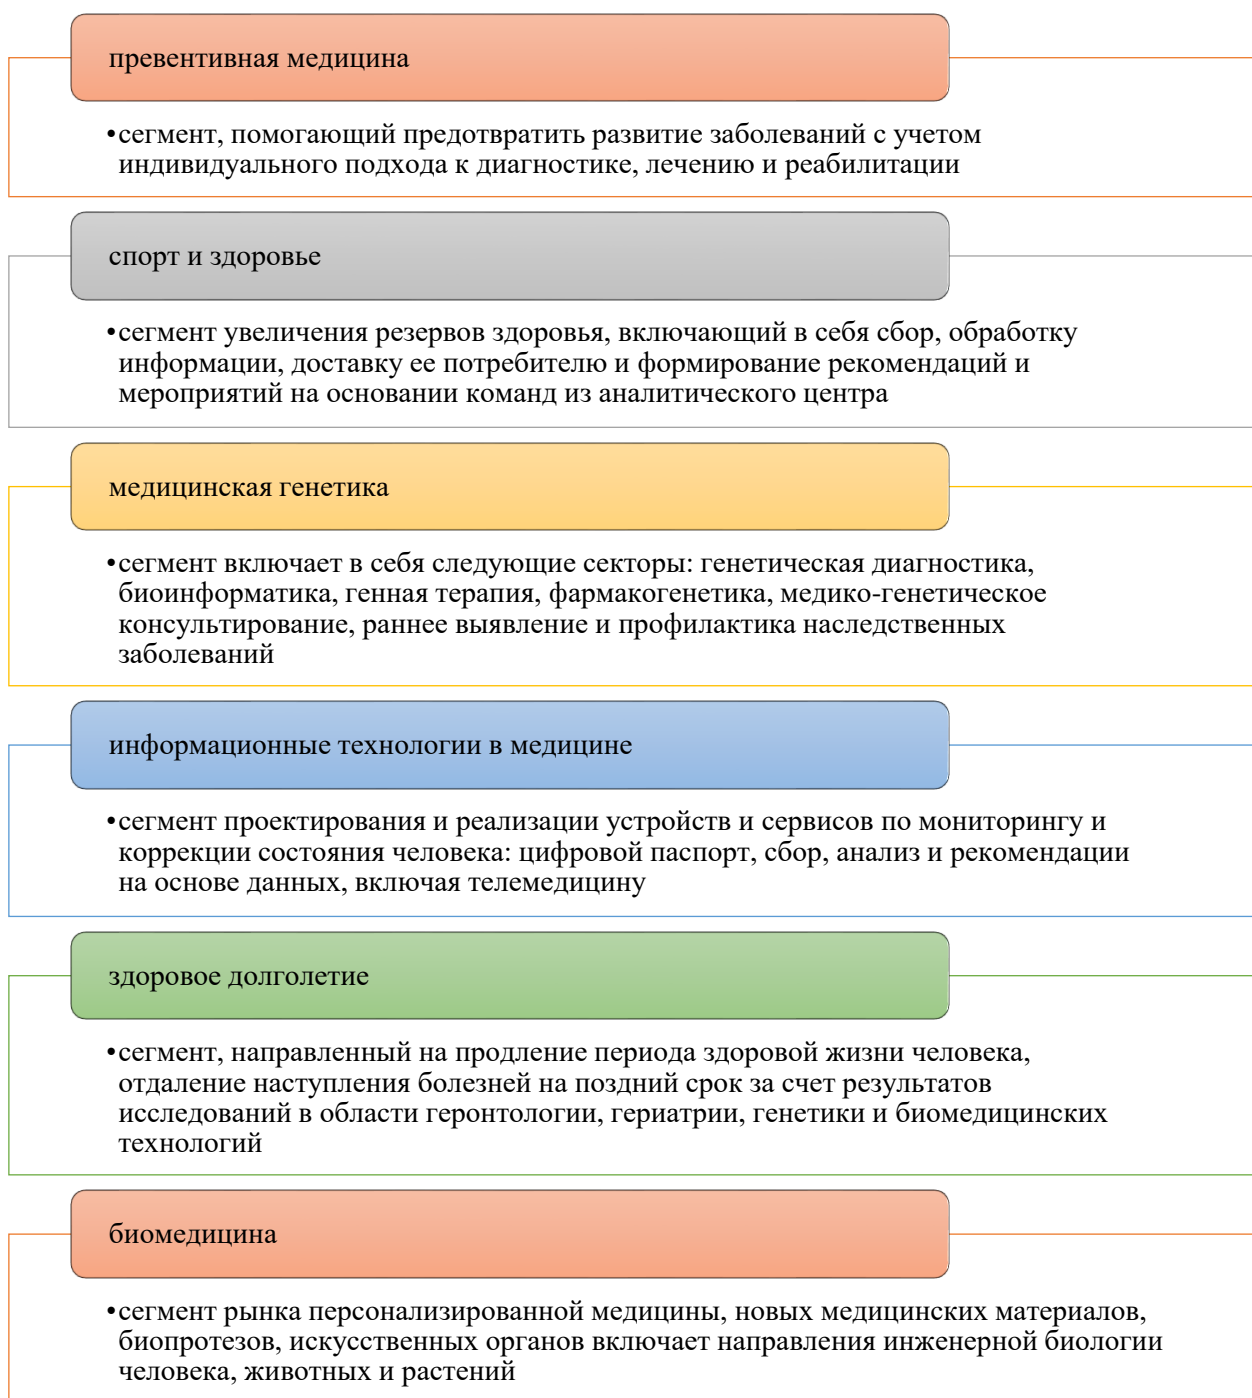 превентивная медицина
•сегмент, помогающий предотвратить развитие заболеваний с учетом
индивидуального подхода к диагностике, лечению и реабилитации
спорт и здоровье
•сегмент увеличения резервов здоровья, включающий в себя сбор, обработку
информации, доставку ее потребителю и формирование рекомендаций и
мероприятий на основании команд из аналитического центра
медицинская генетика
•сегмент включает в себя следующие секторы: генетическая диагностика,
биоинформатика, генная терапия, фармакогенетика, медико-генетическое
консультирование, раннее выявление и профилактика наследственных
заболеваний
информационные технологии в медицине
•сегмент проектирования и реализации устройств и сервисов по мониторингу и
коррекции состояния человека: цифровой паспорт, сбор, анализ и рекомендации
на основе данных, включая телемедицину
здоровое долголетие
•сегмент, направленный на продление периода здоровой жизни человека,
отдаление наступления болезней на поздний срок за счет результатов
исследований в области геронтологии, гериатрии, генетики и биомедицинских
технологий
биомедицина
•сегмент рынка персонализированной медицины, новых медицинских материалов,
биопротезов, искусственных органов включает направления инженерной биологии
человека, животных и растений